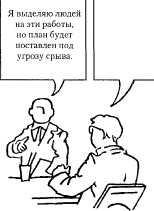 Я выделяю людей
на эти работы,
но план будет
поставлен под
угрозу срыва.